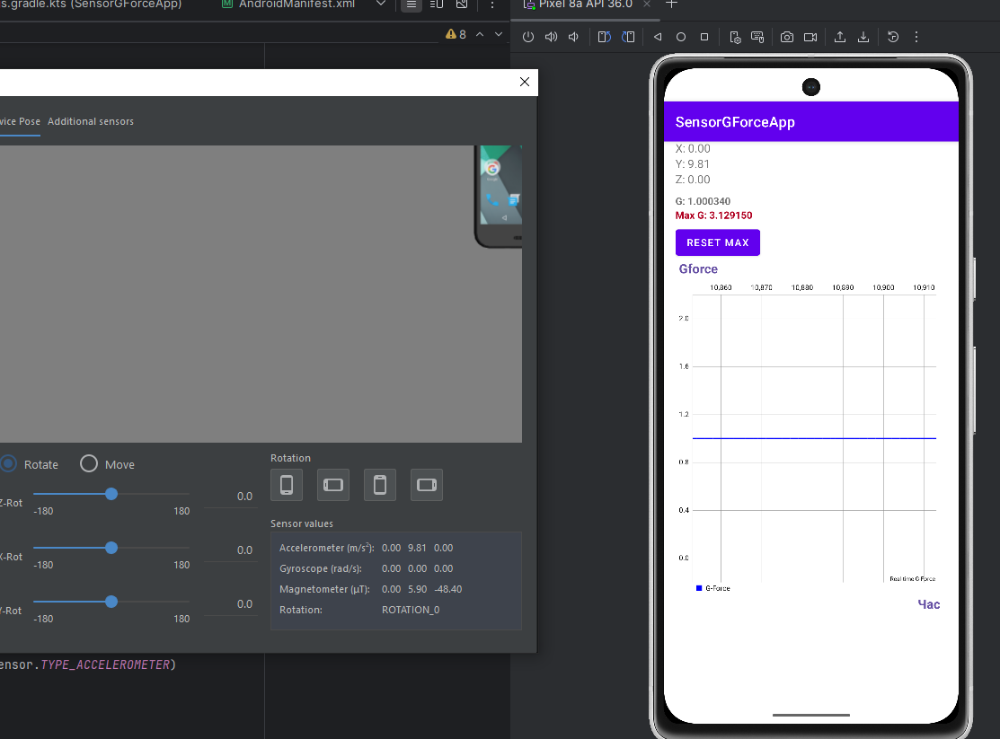 s.gradle.kts (SensorGForceApp)
M AndroidManifest.xml
Pixel 8a API 36.0
8
vice Pose
Additional sensors
Google
Rotate
Move
Z-Rot
-180
180
0.0
X-Rot
-180
180
0.0
Y-Rot
-180
180
0.0
Rotation
Sensor values
Accelerometer (m/s²): 0.00 9.81 0.00
Gyroscope (rad/s): 0.00 0.00 0.00
Magnetometer (μT): 0.00 5.90 -48.40
Rotation: ROTATION_0
ensor.TYPE_ACCELEROMETER)
SensorGForceApp
X: 0.00
Y: 9.81
Z: 0.00
G: 1.000340
Max G: 3.129150
RESET MAX
Gforce
10,860 10,870 10,880 10,890 10,900 10,910
2.0
1.6
1.2
0.8
0.4
0.0
Real-time G-Force
G-Force
Час